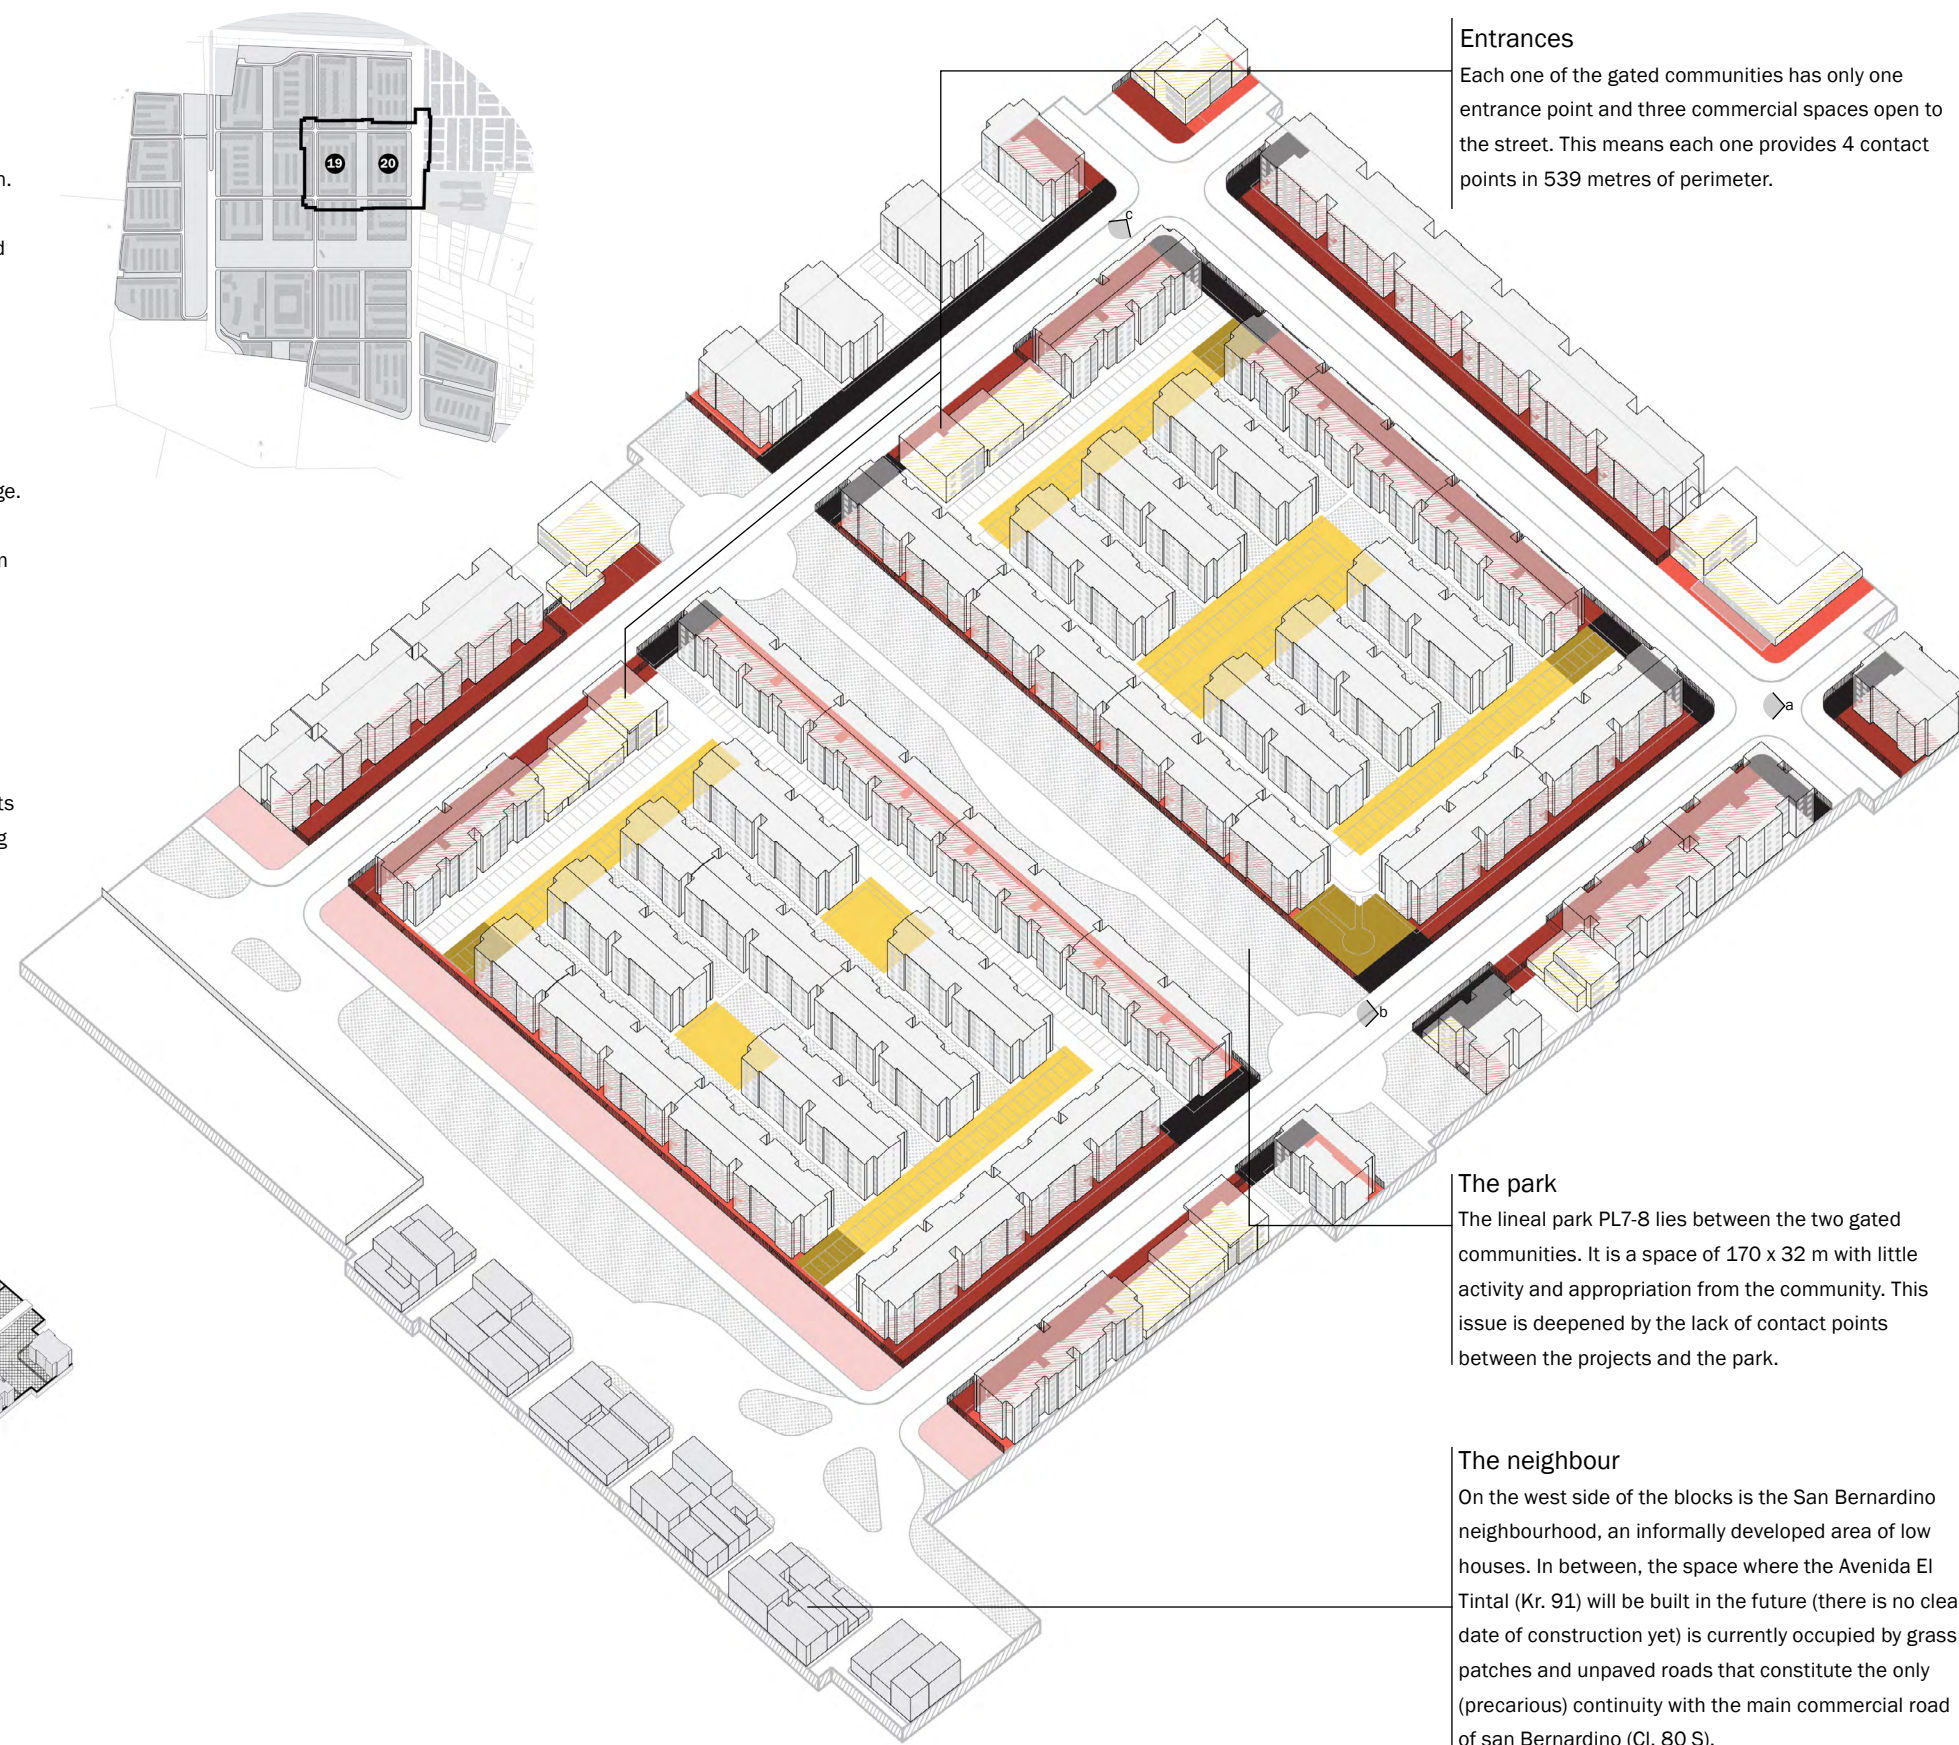 Entrances
Each one of the gated communities has only one
entrance point and three commercial spaces open to
the street. This means each one provides 4 contact
points in 539 metres of perimeter.
19
20
c
a
b
ge.
ts
The park
The lineal park PL7-8 lies between the two gated
communities. It is a space of 170 x 32 m with little
activity and appropriation from the community. This
issue is deepened by the lack of contact points
between the projects and the park.
The neighbour
On the west side of the blocks is the San Bernardino
neighbourhood, an informally developed area of low
houses. In between, the space where the Avenida El
Tintal (Kr. 91) will be built in the future (there is no clea
date of construction yet) is currently occupied by grass
patches and unpaved roads that constitute the only
(precarious) continuity with the main commercial road
of san Bernardino (Cl. 80 S).